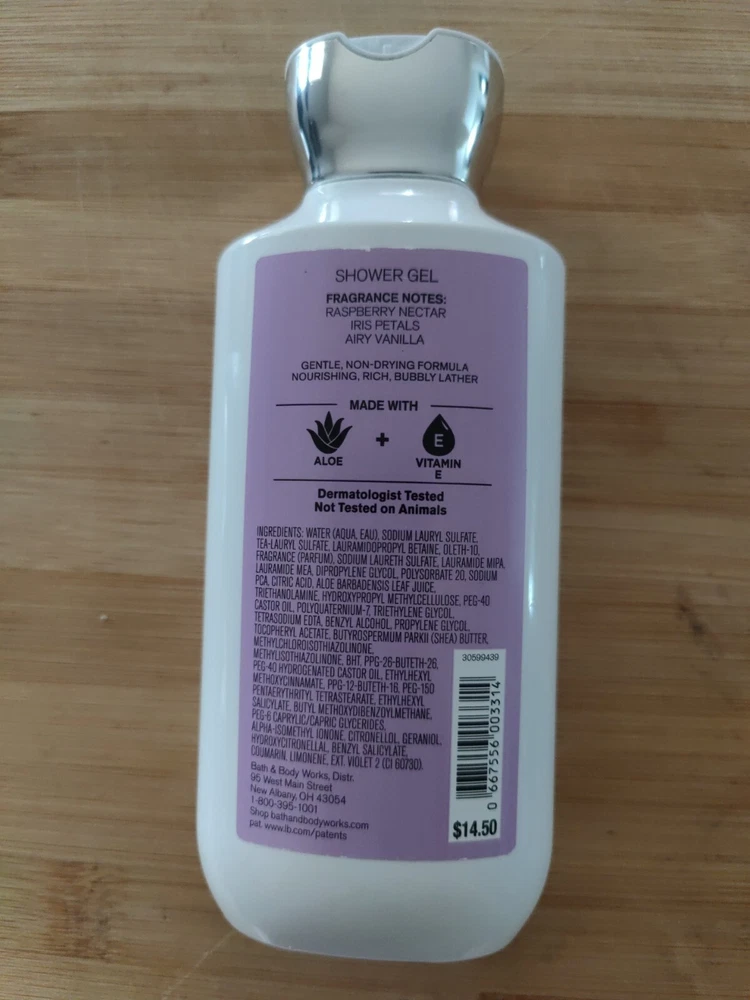 SHOWER GEL
FRAGRANCE NOTES:
RASPBERRY NECTAR
IRIS PETALS
AIRY VANILLA
GENTLE, NON-DRYING FORMULA
NOURISHING, RICH, BUBBLY LATHER
MADE WITH
ALOE
+
E
VITAMIN
E
Dermatologist Tested
Not Tested on Animals
INGREDIENTS: WATER (AQUA, EAU), SODIUM LAURYL SULFATE,
TEA-LAURYL SULFATE, LAURAMIDOPROPYL BETAINE, OLETH-10,
FRAGRANCE (PARFUM), SODIUM LAURETH SULFATE, LAURAMIDE MIPA,
LAURAMIDE MEA, DIPROPYLENE GLYCOL, POLYSORBATE 20, SODIUM
PCA, CITRIC ACID, ALOE BARBADENSIS LEAF JUICE,
TRIETHANOLAMINE, HYDROXYPROPYL METHYLCELLULOSE, PEG-40
CASTOR OIL, POLYQUATERNIUM-7, TRIETHYLENE GLYCOL,
TETRASODIUM EDTA, BENZYL ALCOHOL, PROPYLENE GLYCOL,
TOCOPHERYL ACETATE, BUTYROSPERMUM PARKII (SHEA) BUTTER,
METHYLCHLOROISOTHIAZOLINONE,
METHYLISOTHIAZOLINONE, BHT, PPG-26-BUTETH-26,
PEG-40 HYDROGENATED CASTOR OIL, ETHYLHEXYL
METHOXYCINNAMATE, PPG-12-BUTETH-16, PEG-150
PENTAERYTHRITYL TETRASTEARATE, ETHYLHEXYL
SALICYLATE, BUTYL METHOXYDIBENZOYLMETHANE,
PEG-6 CAPRYLIC/CAPRIC GLYCERIDES,
ALPHA-ISOMETHYL IONONE, CITRONELLOL, GERANIOL,
HYDROXYCITRONELLAL, BENZYL SALICYLATE,
COUMARIN, LIMONENE, EXT. VIOLET 2 (CI 60730).
Bath & Body Works, Distr.
95 West Main Street
New Albany, OH 43054
1-800-395-1001
Shop bathandbodyworks.com
pat. www.lb.com/patents
30599439
0 667556 003314
$14.50